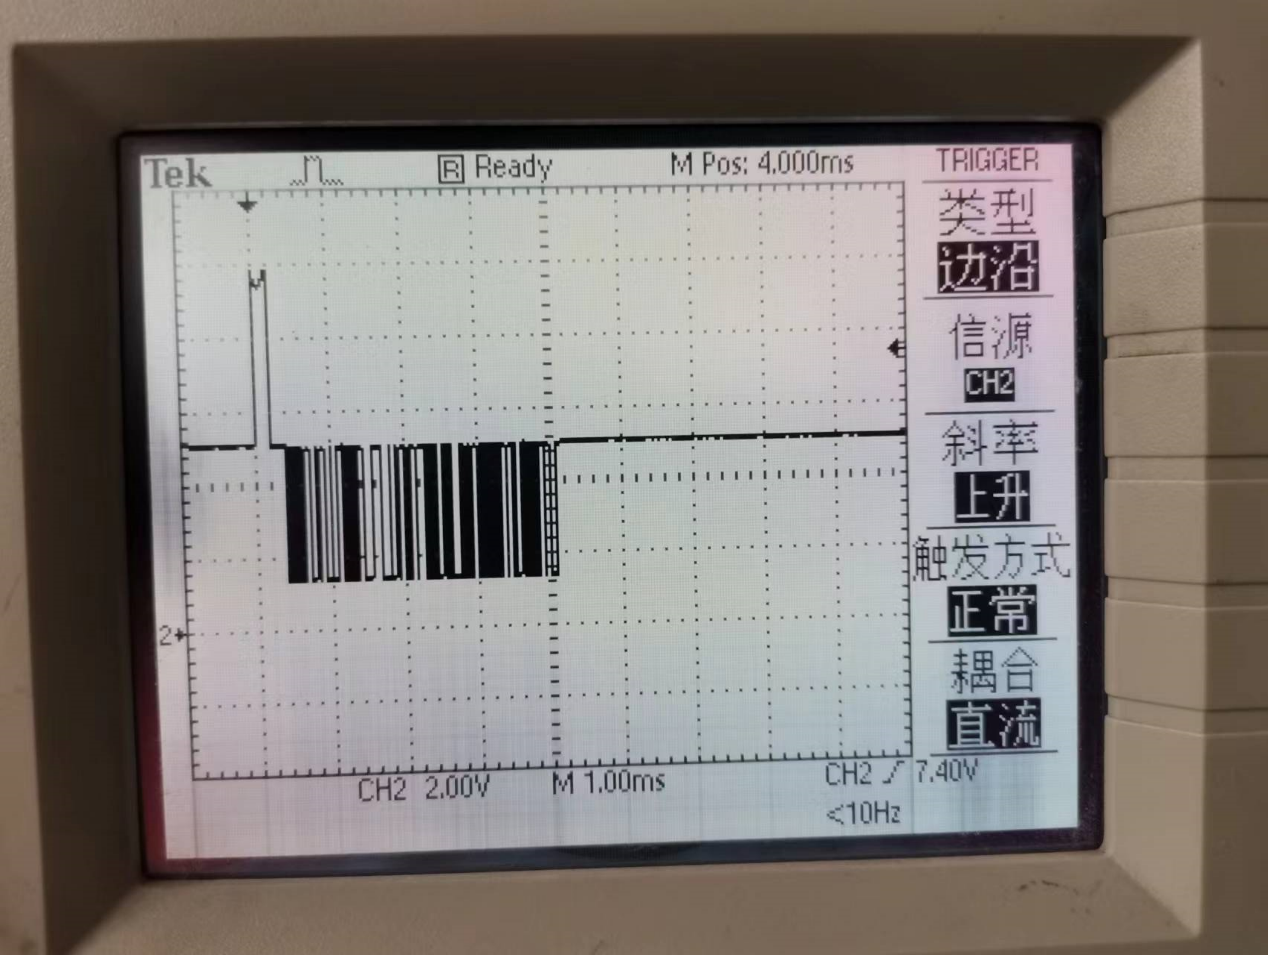 Tek
R Ready
M Pos: 4.000ms
TRIGGER
类型
边沿
信源
CH2
斜率
上升
触发方式
正常
耦合
直流
2
CH2 2.00V
M 1.00ms
CH2 7.40V
<10Hz